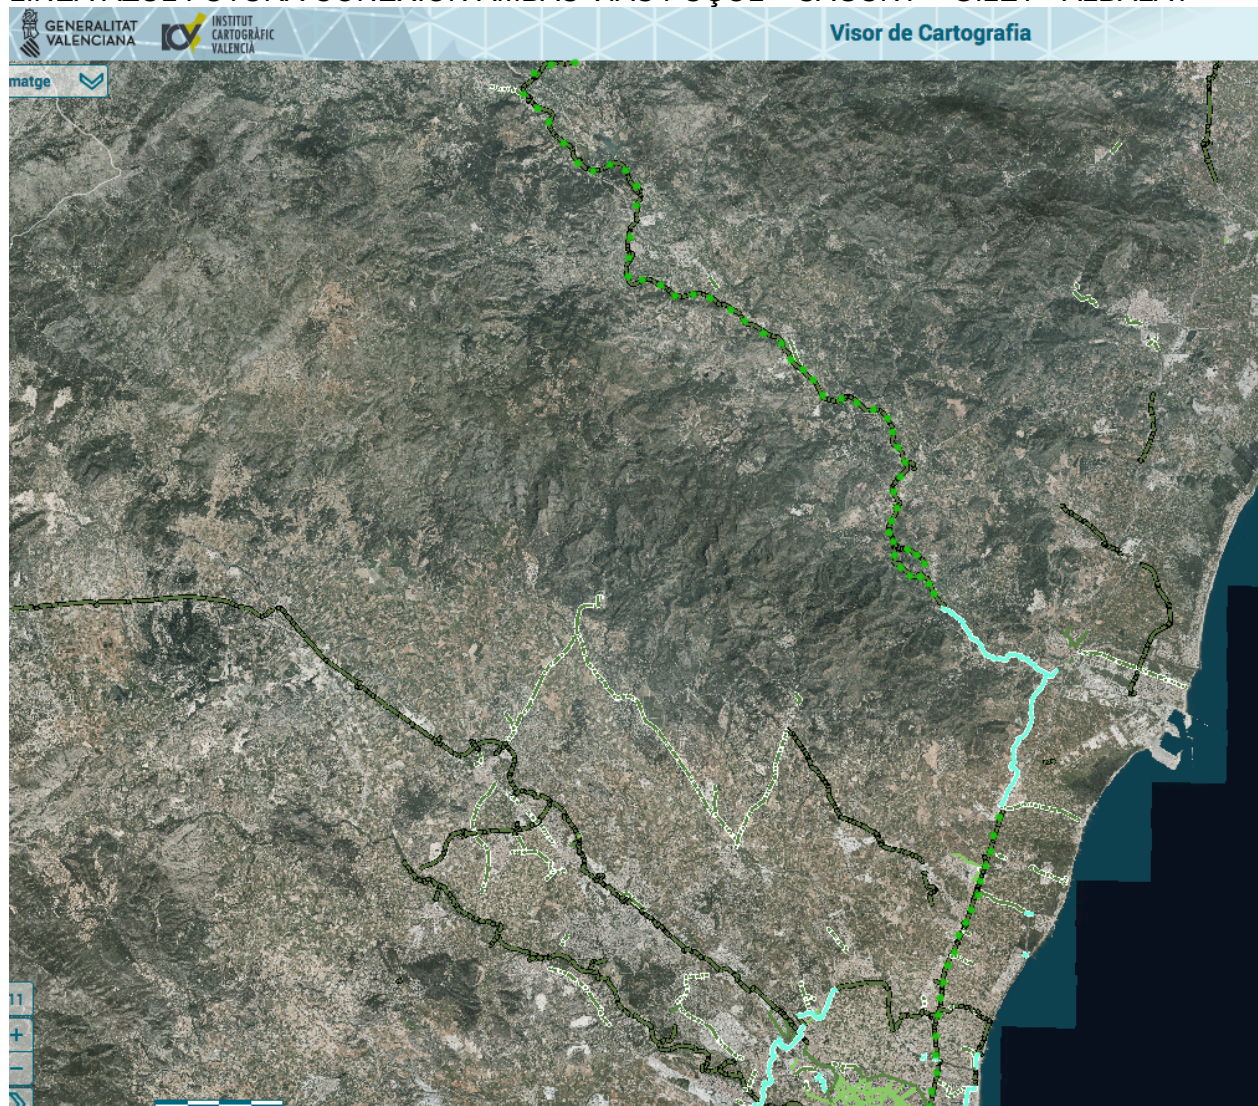 GENERALITAT
VALENCIANA
INSTITUT
CARTOGRÀFIC
VALENCIÀ
Visor de Cartografia
matge
11
+
−